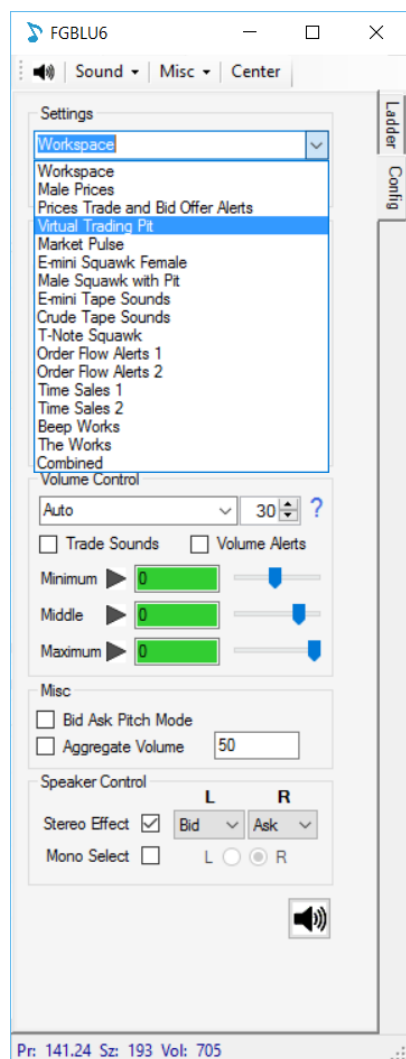 FGBLU6
Sound Misc Center
Ladder
Config
Settings
Workspace
Workspace
Male Prices
Prices Trade and Bid Offer Alerts
Virtual Trading Pit
Market Pulse
E-mini Squawk Female
Male Squawk with Pit
E-mini Tape Sounds
Crude Tape Sounds
T-Note Squawk
Order Flow Alerts 1
Order Flow Alerts 2
Time Sales 1
Time Sales 2
Beep Works
The Works
Combined
Volume Control
Auto 30 ?
Trade Sounds Volume Alerts
Minimum 0
Middle 0
Maximum 0
Misc
Bid Ask Pitch Mode
Aggregate Volume 50
Speaker Control
L R
Stereo Effect Bid Ask
Mono Select L R
Pr: 141.24 Sz: 193 Vol: 705